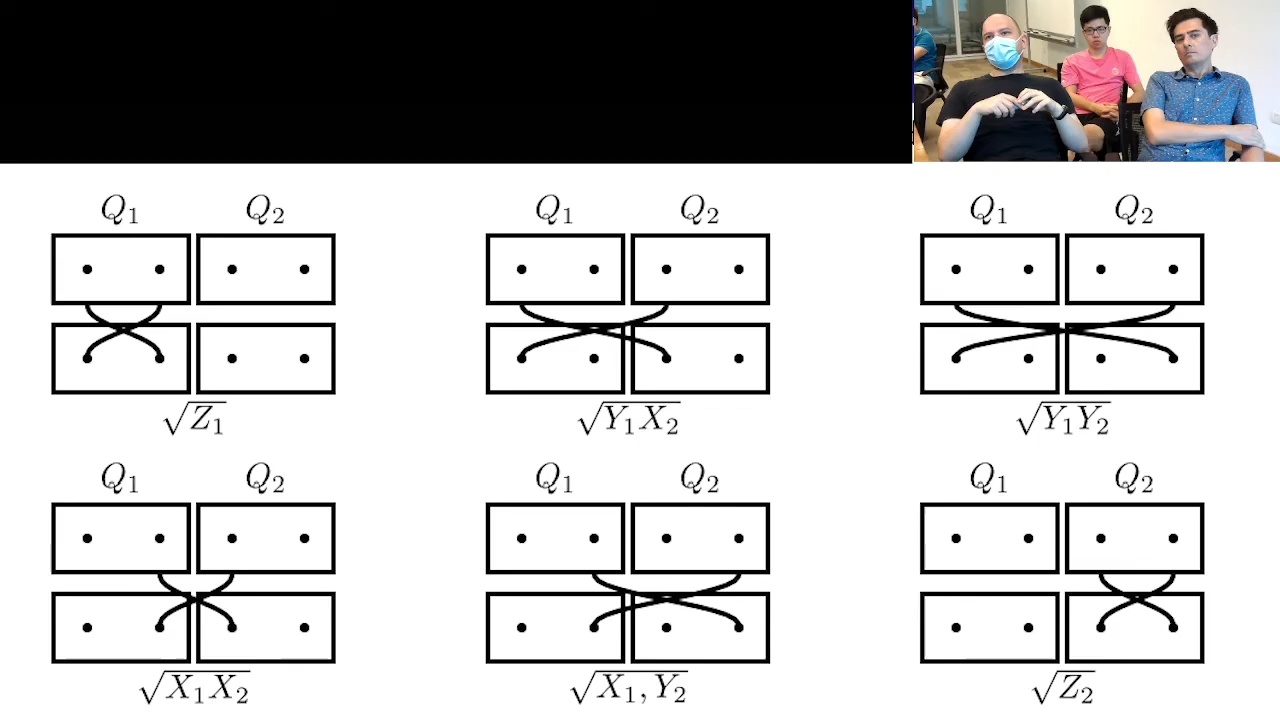 Q₁ Q₂ Q₁ Q₂ Q₁ Q₂
√Z₁ √Y₁X₂ √Y₁Y₂
Q₁ Q₂ Q₁ Q₂ Q₁ Q₂
√X₁X₂ √X₁,Y₂ √Z₂